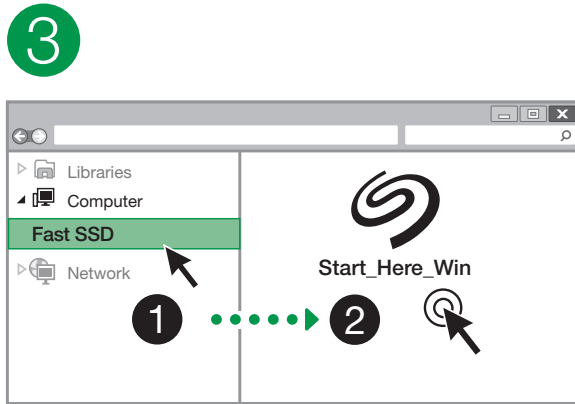 3
Libraries
Computer
Fast SSD
Network
Start_Here_Win
1
2